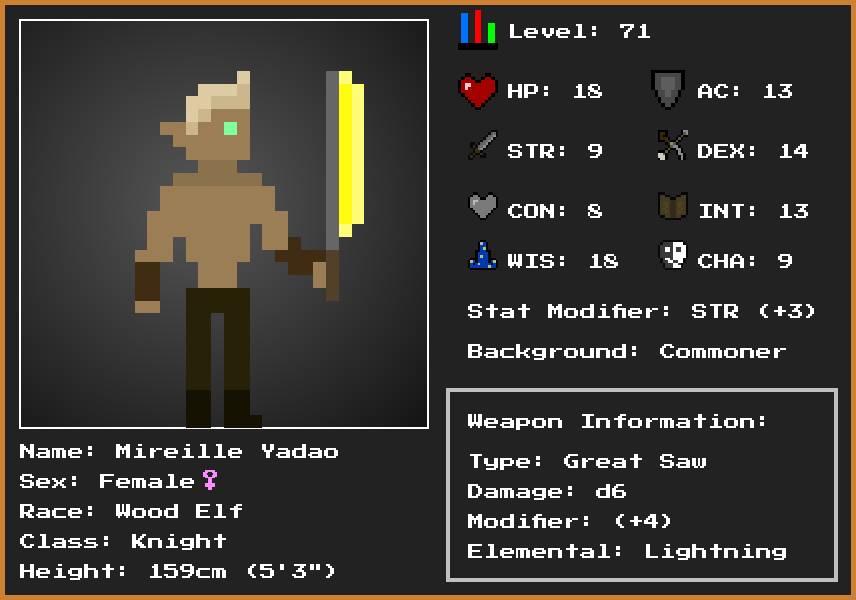 Level: 71
HP: 18 AC: 13
STR: 9 DEX: 14
CON: 8 INT: 13
WIS: 18 CHA: 9
Stat Modifier: STR (+3)
Background: Commoner
Weapon Information:
Type: Great Saw
Damage: d6
Modifier: (+4)
Elemental: Lightning
Name: Mireille Yadao
Sex: Female♀
Race: Wood Elf
Class: Knight
Height: 159cm (5'3")